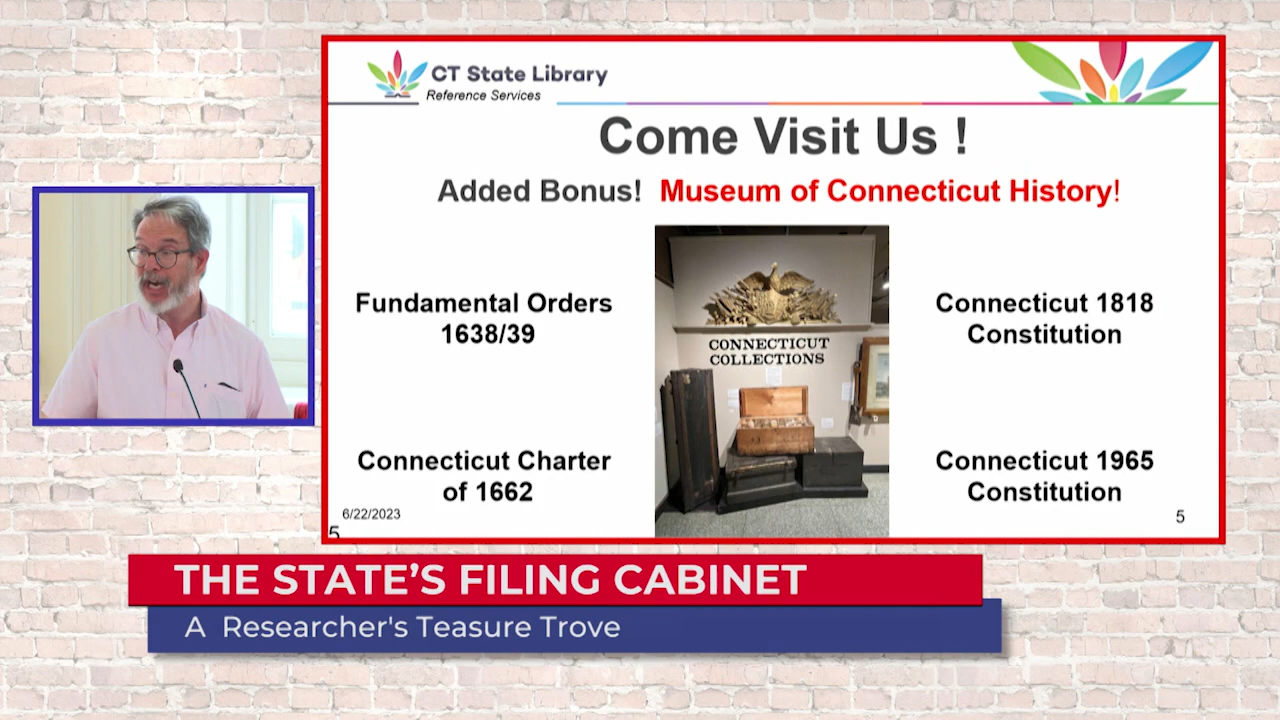 CT State Library
Reference Services
Come Visit Us !
Added Bonus! Museum of Connecticut History!
Fundamental Orders
1638/39
Connecticut Charter
of 1662
CONNECTICUT
COLLECTIONS
Connecticut 1818
Constitution
Connecticut 1965
Constitution
6/22/2023
5
5
THE STATE'S FILING CABINET
A Researcher's Teasure Trove